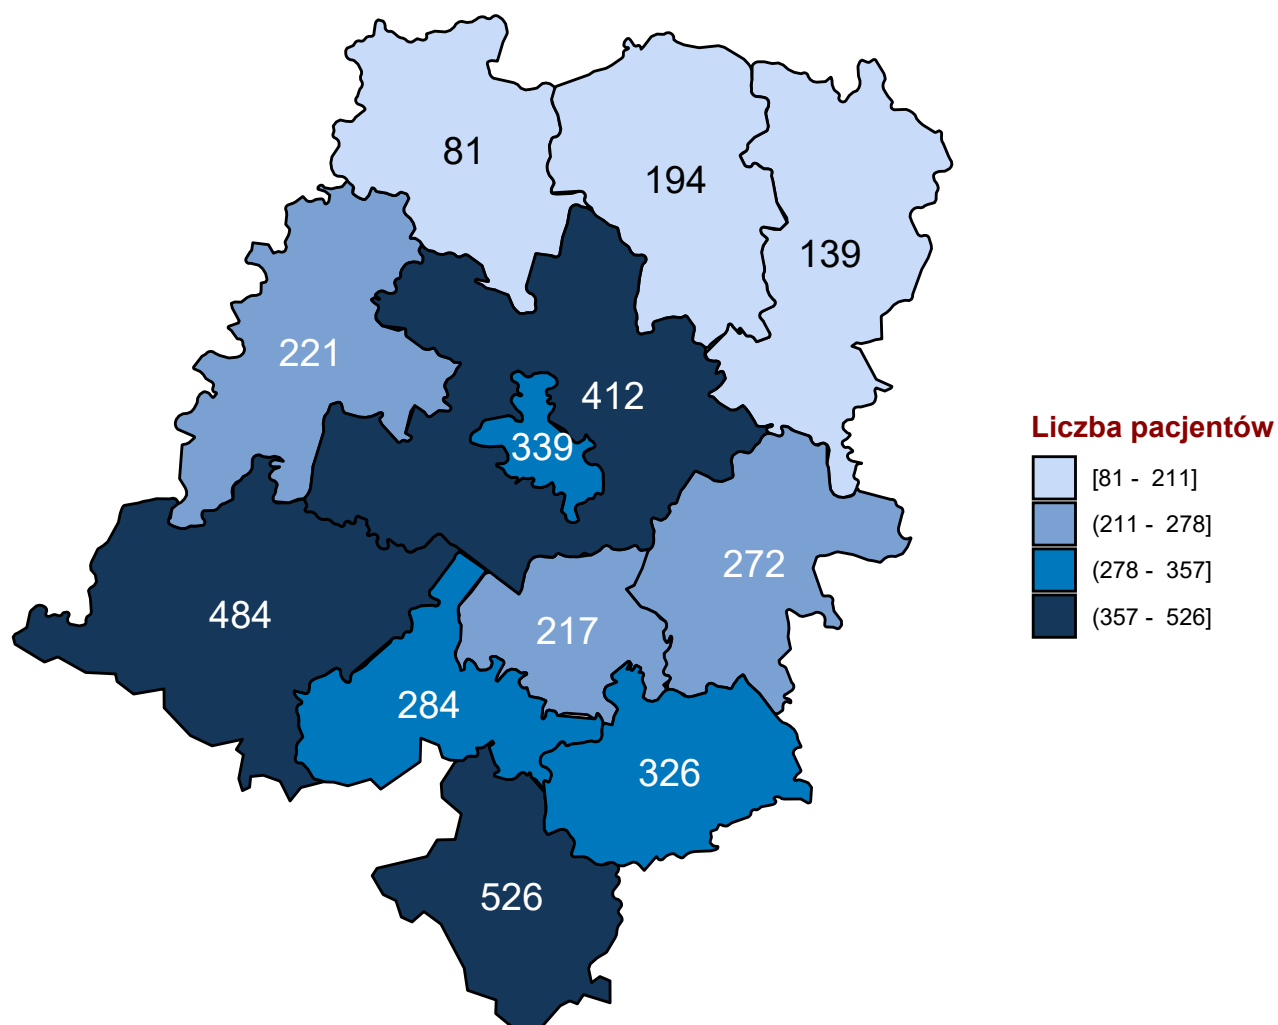 81
194
139
221
412
339
272
484
217
284
326
526
Liczba pacjentów
[81 -  211]
(211 -  278]
(278 -  357]
(357 -  526]